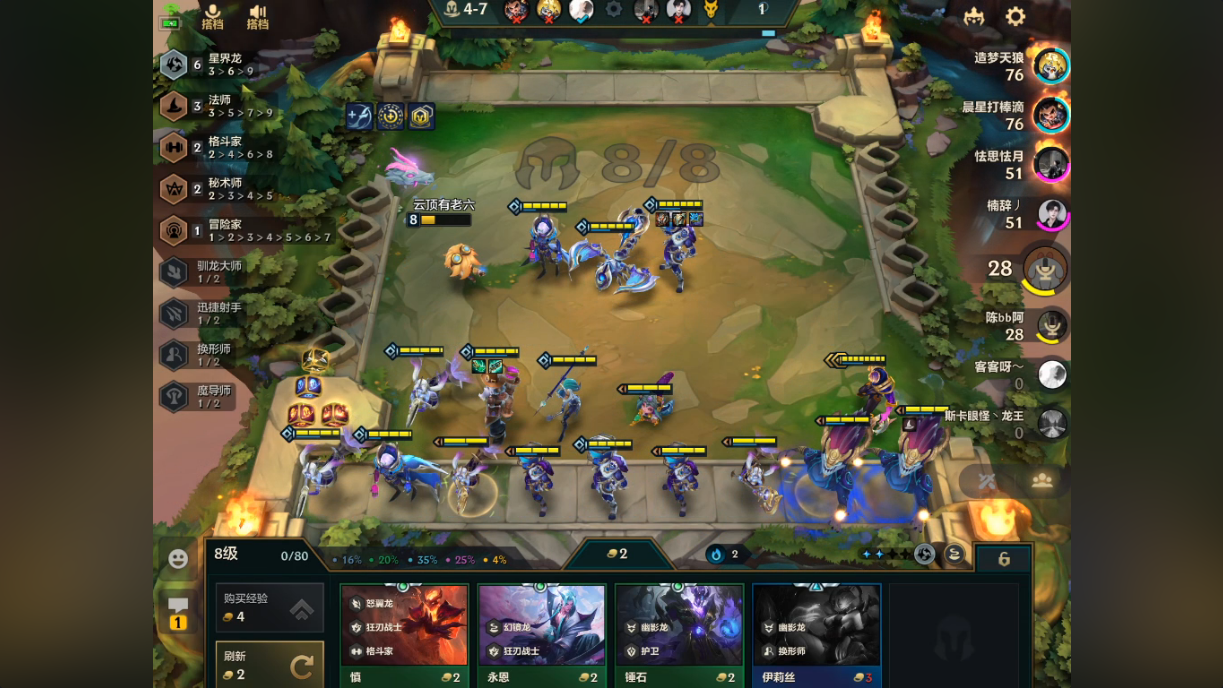 搭档
搭档
4-7
1
6 星界龙
3 > 6 > 9
3 法师
3 > 5 > 7 > 9
2 格斗家
2 > 4 > 6 > 8
2 秘术师
2 > 3 > 4 > 5
1 冒险家
1 > 2 > 3 > 4 > 5 > 6 > 7
驯龙大师
1 / 2
迅捷射手
1 / 2
换形师
1 / 2
魔导师
1 / 2
8/8
云顶有老六
8
造梦天狼
76
晨星打棒滴
76
怯思怯月
51
楠辞丿
51
28
陈bb阿
28
客客呀～
0
斯卡眼怪丶龙王
0
8级
0/80
16% 20% 35% 25% 4%
2
2
1
购买经验
4
刷新
2
怒翼龙
狂刃战士
格斗家
慎 2
幻镜龙
狂刃战士
永恩 2
幽影龙
护卫
锤石 2
幽影龙
换形师
伊莉丝 3